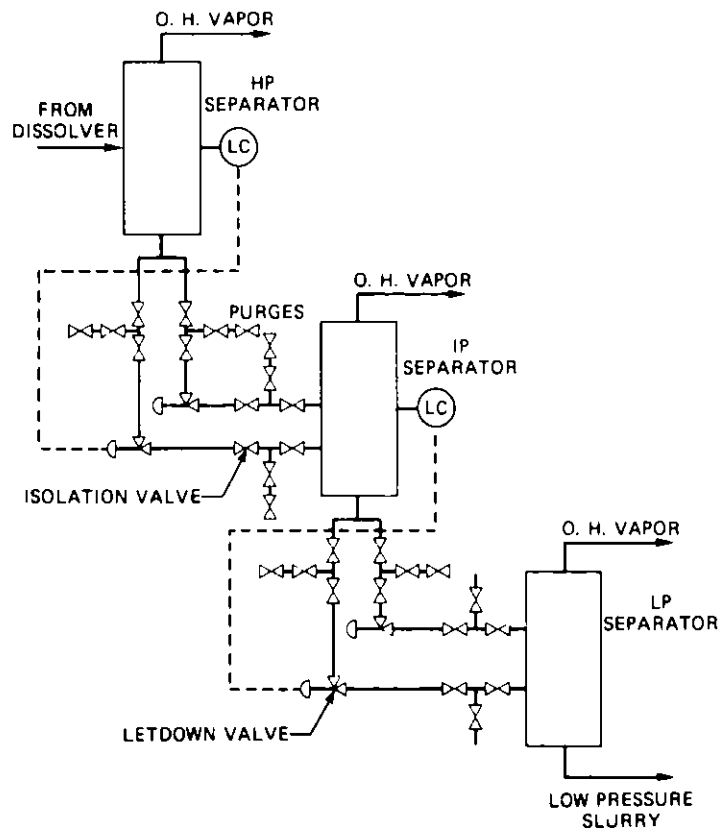 O. H. VAPOR
HP
SEPARATOR
FROM
DISSOLVER
LC
O. H. VAPOR
PURGES
IP
SEPARATOR
LC
ISOLATION VALVE
O. H. VAPOR
LP
SEPARATOR
LETDOWN VALVE
LOW PRESSURE
SLURRY